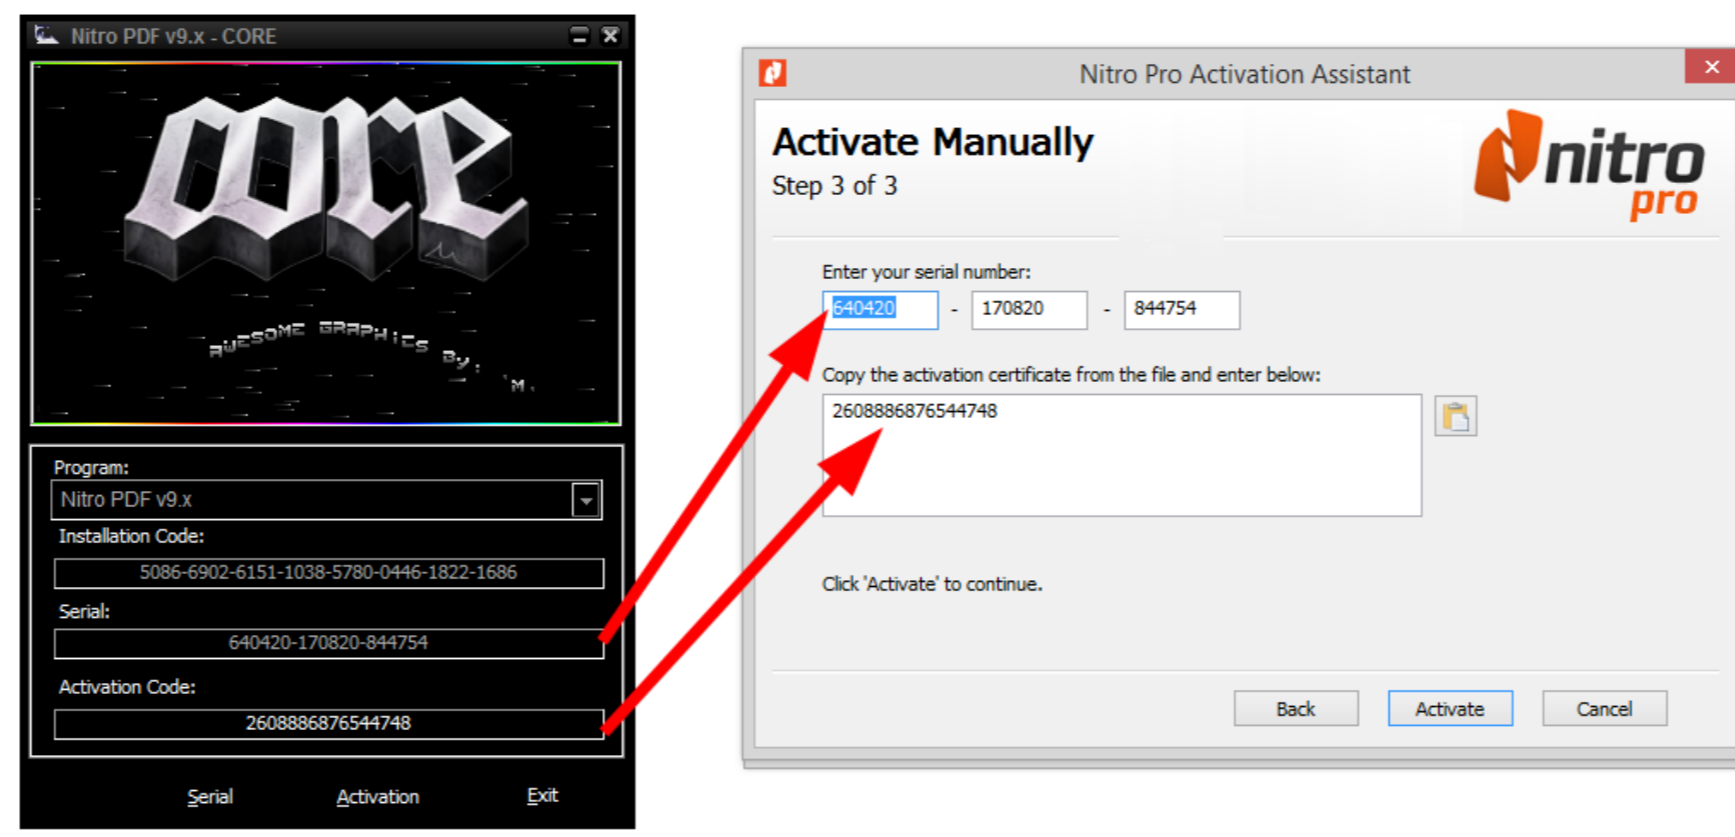 Nitro PDF v9.x - CORE
core
AWESOME GRAPHICS BY: 'M.
Program:
Nitro PDF v9.x
Installation Code:
5086-6902-6151-1038-5780-0446-1822-1686
Serial:
640420-170820-844754
Activation Code:
2608886876544748
Serial Activation Exit
Nitro Pro Activation Assistant
Activate Manually
Step 3 of 3
nitro
pro
Enter your serial number:
640420 - 170820 - 844754
Copy the activation certificate from the file and enter below:
2608886876544748
Click 'Activate' to continue.
Back Activate Cancel